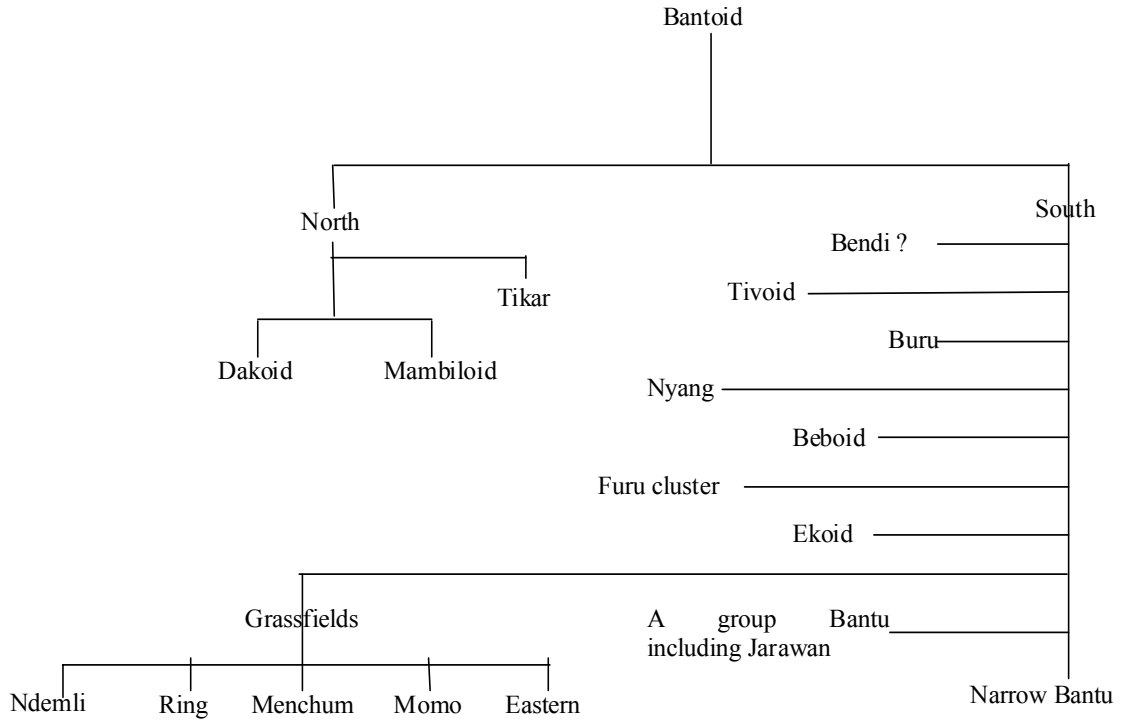 Bantoid
North
South
Bendi ?
Tikar
Tivoid
Buru
Dakoid
Mambiloid
Nyang
Beboid
Furu cluster
Ekoid
Grassfields
A group Bantu
including Jarawan
Ndemli
Ring
Menchum
Momo
Eastern
Narrow Bantu